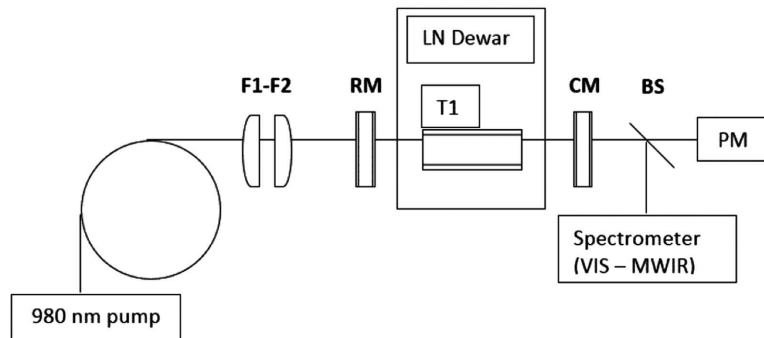 LN Dewar
F1-F2
RM
CM
BS
T1
PM
Spectrometer
(VIS – MWIR)
980 nm pump